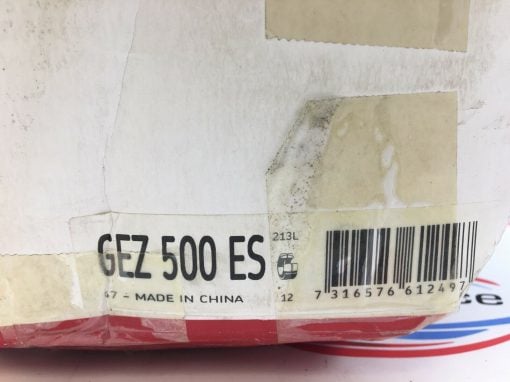 GEZ 500 ES
213L
47 - MADE IN CHINA
12
7 316576 612497